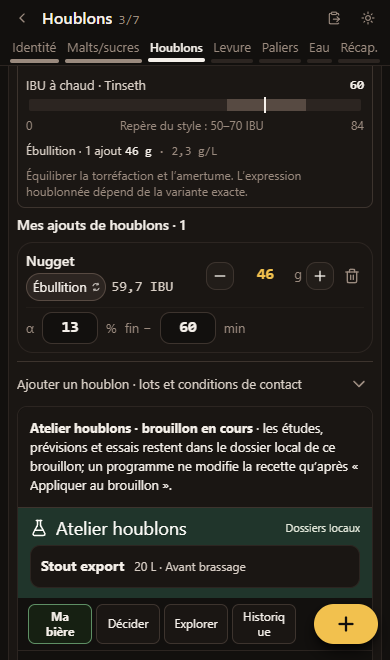 Houblons 3/7
Identité Malts/sucres Houblons Levure Paliers Eau Récap.
IBU à chaud · Tinseth 60
0 Repère du style : 50–70 IBU 84
Ébullition · 1 ajout 46 g · 2,3 g/L
Équilibrer la torréfaction et l'amertume. L'expression
houblonnée dépend de la variante exacte.
Mes ajouts de houblons · 1
Nugget
Ébullition 59,7 IBU
− 46 g +
α 13 % fin − 60 min
Ajouter un houblon · lots et conditions de contact
Atelier houblons · brouillon en cours · les études,
prévisions et essais restent dans le dossier local de ce
brouillon; un programme ne modifie la recette qu'après «
Appliquer au brouillon ».
Atelier houblons Dossiers locaux
Stout export 20 L · Avant brassage
Ma
bière
Décider
Explorer
Historiq
ue
+